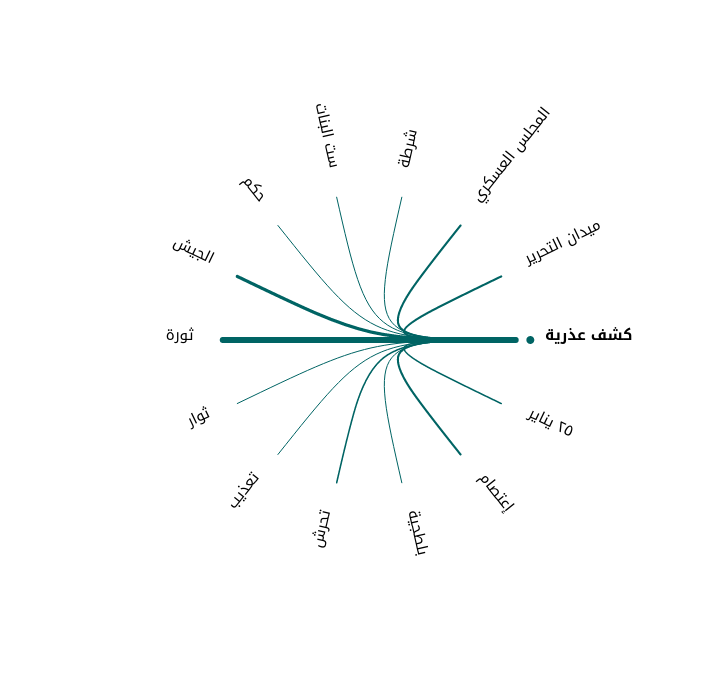 كشف عذرية
ميدان التحرير
المجلس العسكري
شرطة
ست البنات
حكم
الجيش
ثورة
ثوار
تعذيب
تحرش
بلطجية
إعتصام
٢٥ يناير